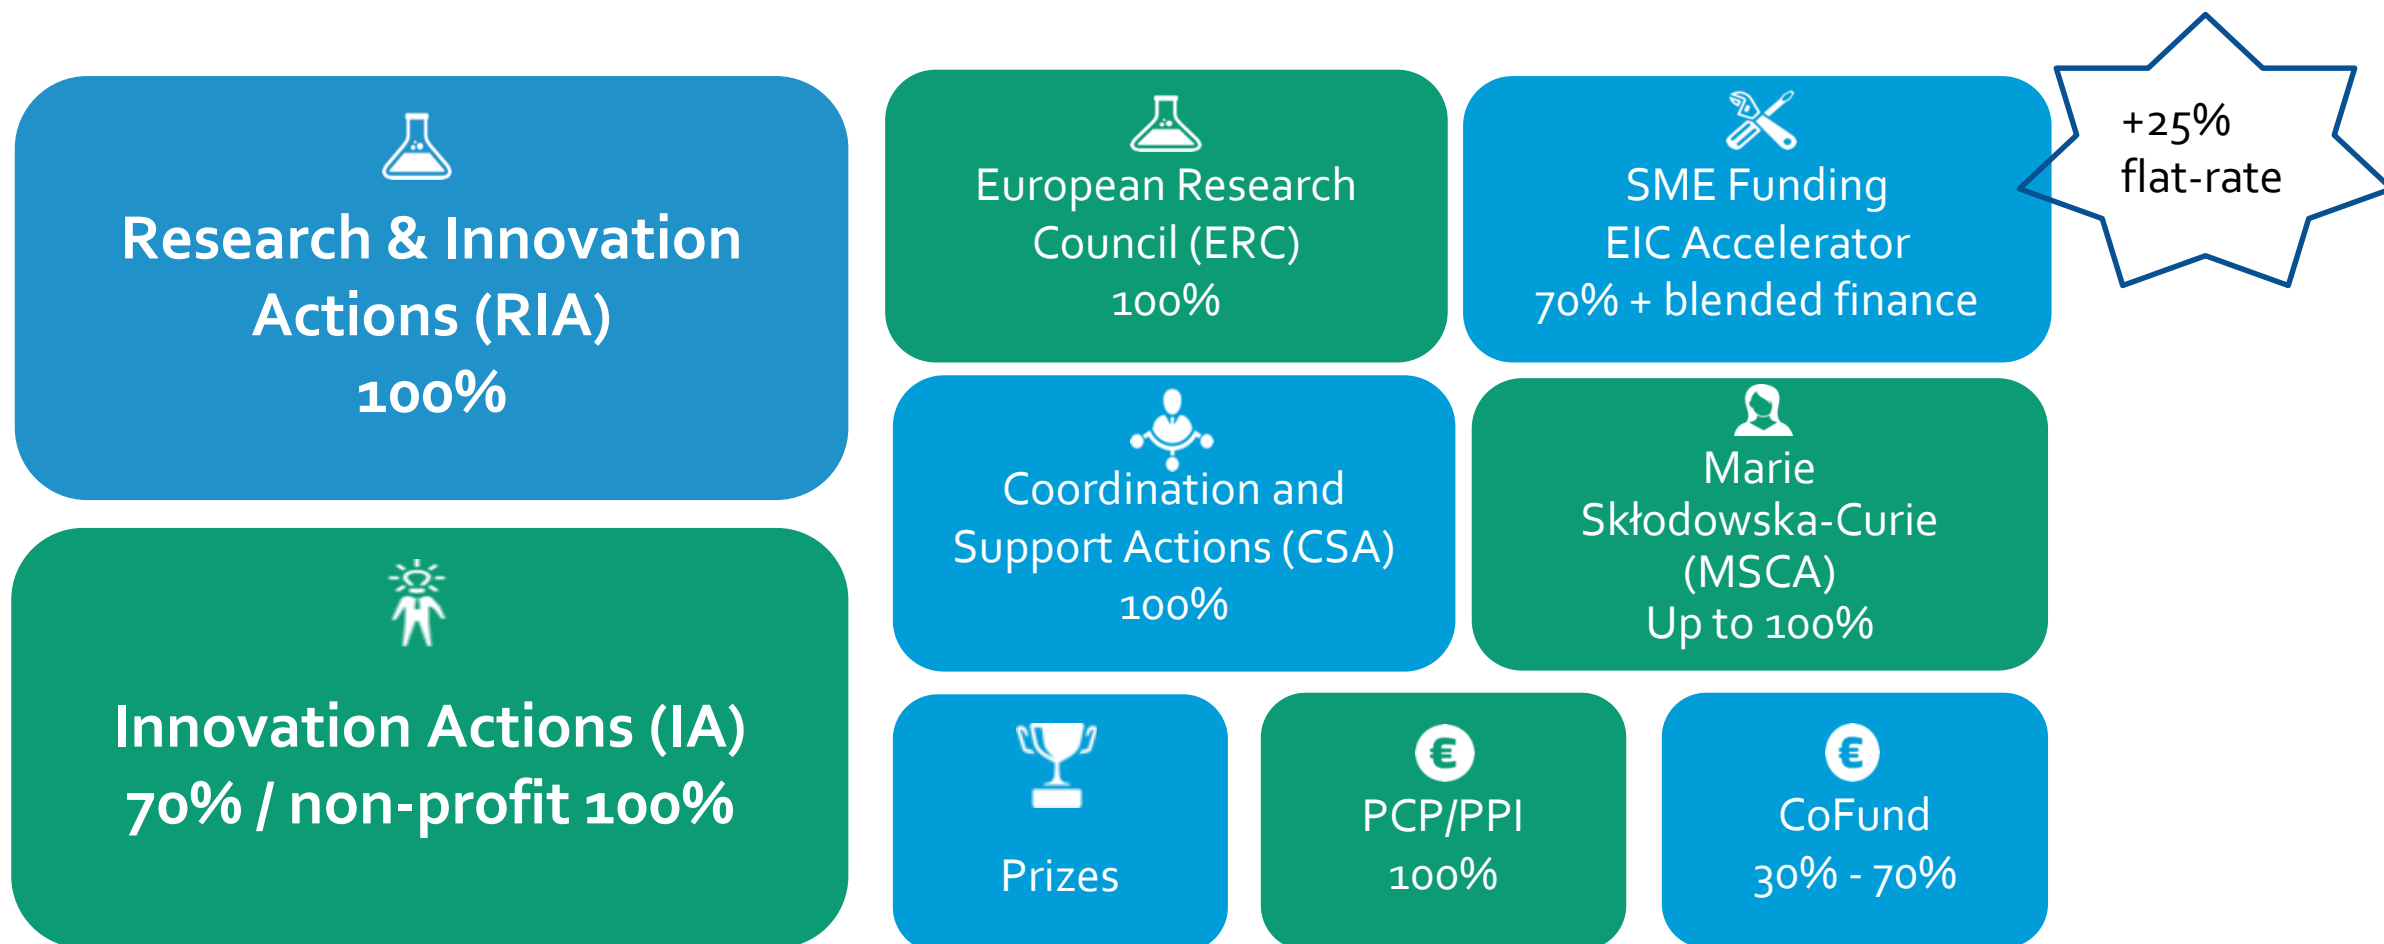 Research & Innovation
Actions (RIA)
100%
Innovation Actions (IA)
70% / non-profit 100%
European Research
Council (ERC)
100%
SME Funding
EIC Accelerator
70% + blended finance
+25%
flat-rate
Coordination and
Support Actions (CSA)
100%
Marie
Skłodowska-Curie
(MSCA)
Up to 100%
Prizes
€
PCP/PPI
100%
€
CoFund
30% - 70%